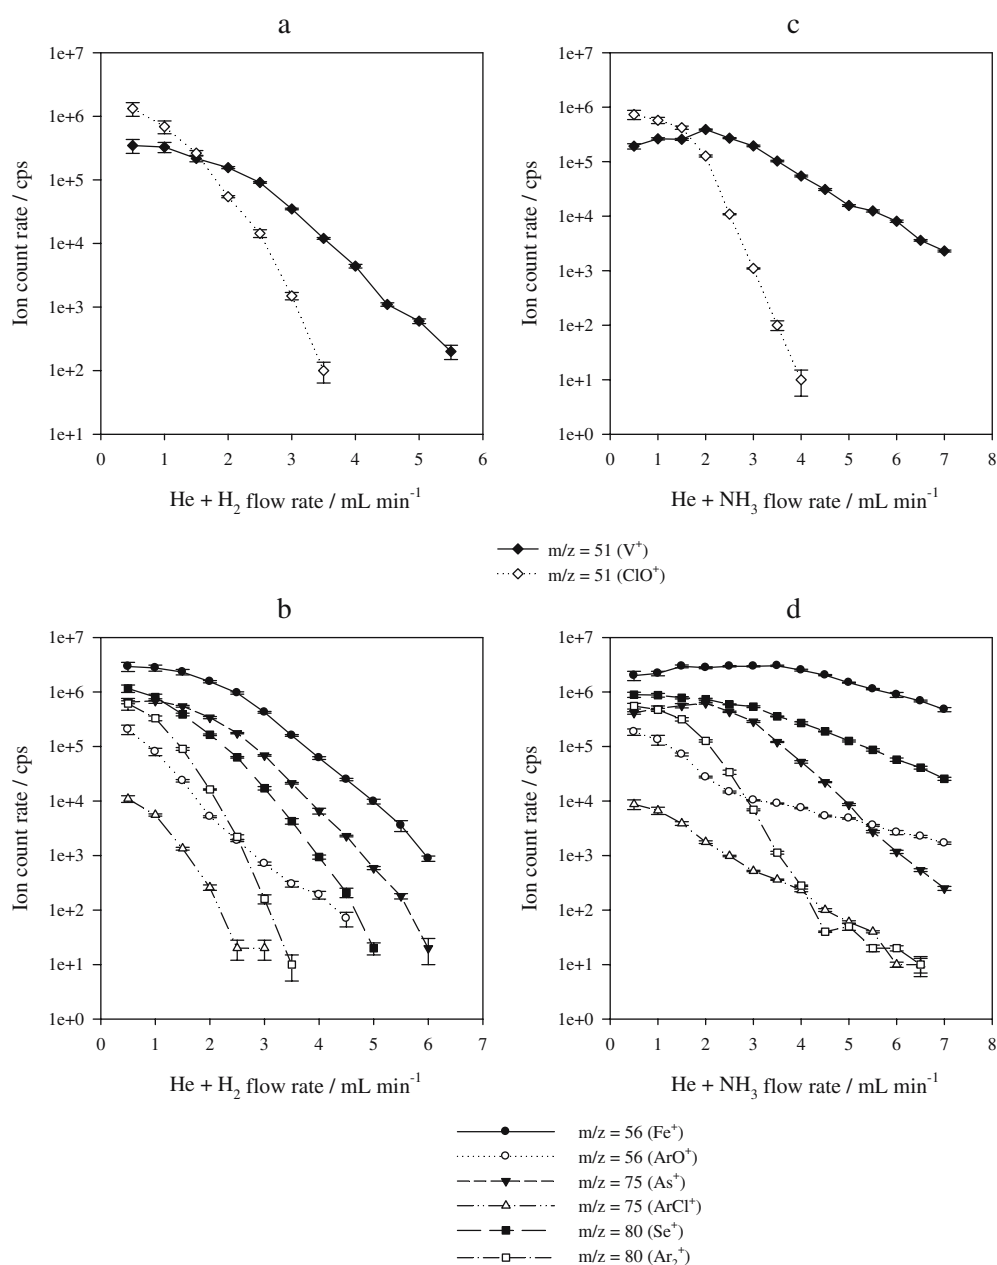 a
1e+7
1e+6
1e+5
1e+4
1e+3
1e+2
1e+1
Ion count rate / cps
0 1 2 3 4 5 6
He + H₂ flow rate / mL min⁻¹
c
1e+7
1e+6
1e+5
1e+4
1e+3
1e+2
1e+1
1e+0
Ion count rate / cps
0 1 2 3 4 5 6 7 8
He + NH₃ flow rate / mL min⁻¹
m/z = 51 (V⁺)
m/z = 51 (ClO⁺)
b
1e+7
1e+6
1e+5
1e+4
1e+3
1e+2
1e+1
1e+0
Ion count rate / cps
0 1 2 3 4 5 6 7
He + H₂ flow rate / mL min⁻¹
d
1e+7
1e+6
1e+5
1e+4
1e+3
1e+2
1e+1
1e+0
Ion count rate / cps
0 1 2 3 4 5 6 7 8
He + NH₃ flow rate / mL min⁻¹
m/z = 56 (Fe⁺)
m/z = 56 (ArO⁺)
m/z = 75 (As⁺)
m/z = 75 (ArCl⁺)
m/z = 80 (Se⁺)
m/z = 80 (Ar₂⁺)